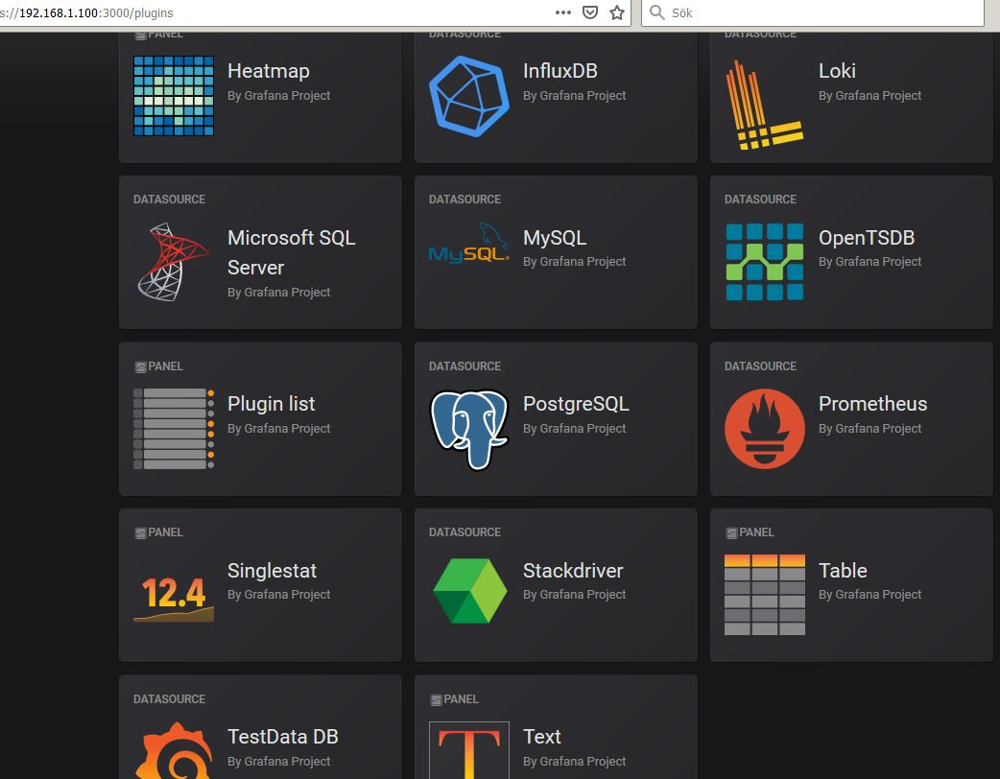 s://192.168.1.100:3000/plugins
Sök
PANEL
DATASOURCE
DATASOURCE
Heatmap
By Grafana Project
InfluxDB
By Grafana Project
Loki
By Grafana Project
DATASOURCE
Microsoft SQL
Server
By Grafana Project
DATASOURCE
MySQL
MySQL
By Grafana Project
DATASOURCE
OpenTSDB
By Grafana Project
PANEL
Plugin list
By Grafana Project
DATASOURCE
PostgreSQL
By Grafana Project
DATASOURCE
Prometheus
By Grafana Project
PANEL
12.4
Singlestat
By Grafana Project
DATASOURCE
Stackdriver
By Grafana Project
PANEL
Table
By Grafana Project
DATASOURCE
TestData DB
By Grafana Project
PANEL
T
Text
By Grafana Project